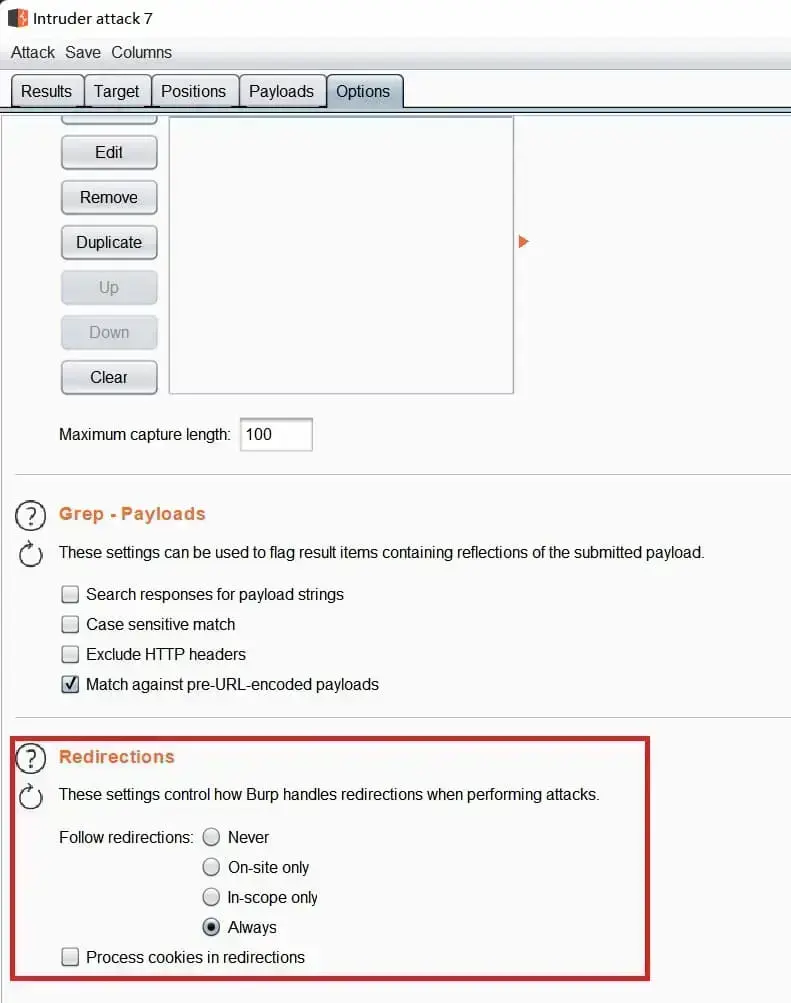 Intruder attack 7
Attack Save Columns
Results Target Positions Payloads Options
Edit
Remove
Duplicate
Up
Down
Clear
Maximum capture length: 100
? Grep - Payloads
These settings can be used to flag result items containing reflections of the submitted payload.
Search responses for payload strings
Case sensitive match
Exclude HTTP headers
Match against pre-URL-encoded payloads
? Redirections
These settings control how Burp handles redirections when performing attacks.
Follow redirections: Never
On-site only
In-scope only
Always
Process cookies in redirections